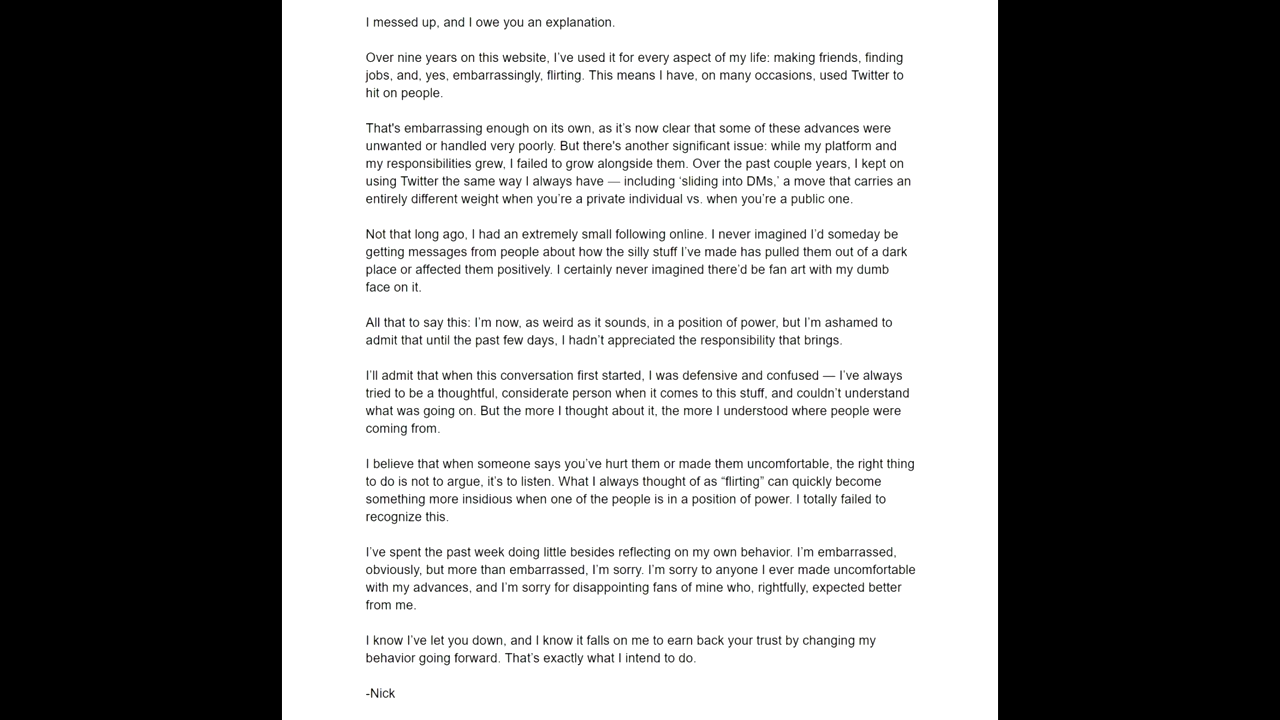 I messed up, and I owe you an explanation.
Over nine years on this website, I’ve used it for every aspect of my life: making friends, finding
jobs, and, yes, embarrassingly, flirting. This means I have, on many occasions, used Twitter to
hit on people.
That's embarrassing enough on its own, as it’s now clear that some of these advances were
unwanted or handled very poorly. But there's another significant issue: while my platform and
my responsibilities grew, I failed to grow alongside them. Over the past couple years, I kept on
using Twitter the same way I always have — including ‘sliding into DMs,’ a move that carries an
entirely different weight when you’re a private individual vs. when you’re a public one.
Not that long ago, I had an extremely small following online. I never imagined I’d someday be
getting messages from people about how the silly stuff I’ve made has pulled them out of a dark
place or affected them positively. I certainly never imagined there’d be fan art with my dumb
face on it.
All that to say this: I’m now, as weird as it sounds, in a position of power, but I’m ashamed to
admit that until the past few days, I hadn’t appreciated the responsibility that brings.
I’ll admit that when this conversation first started, I was defensive and confused — I’ve always
tried to be a thoughtful, considerate person when it comes to this stuff, and couldn’t understand
what was going on. But the more I thought about it, the more I understood where people were
coming from.
I believe that when someone says you’ve hurt them or made them uncomfortable, the right thing
to do is not to argue, it’s to listen. What I always thought of as “flirting” can quickly become
something more insidious when one of the people is in a position of power. I totally failed to
recognize this.
I’ve spent the past week doing little besides reflecting on my own behavior. I’m embarrassed,
obviously, but more than embarrassed, I’m sorry. I’m sorry to anyone I ever made uncomfortable
with my advances, and I’m sorry for disappointing fans of mine who, rightfully, expected better
from me.
I know I’ve let you down, and I know it falls on me to earn back your trust by changing my
behavior going forward. That’s exactly what I intend to do.
-Nick